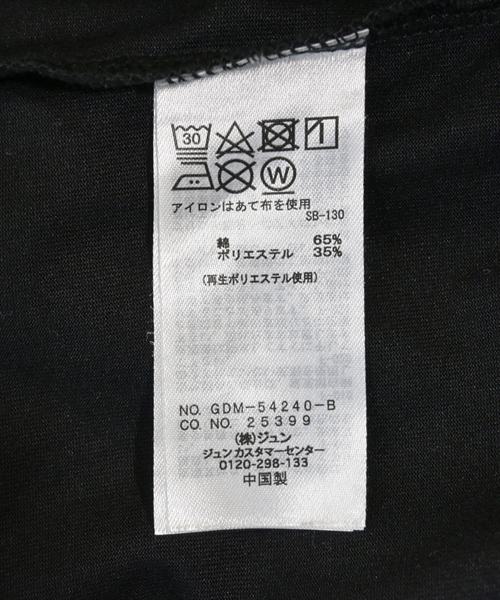 30
W
アイロンはあて布を使用
SB-130
綿 65%
ポリエステル 35%
(再生ポリエステル使用)
NO. GDM-54240-B
CO. NO. 25399
(株)ジュン
ジュンカスタマーセンター
0120-298-133
中国製